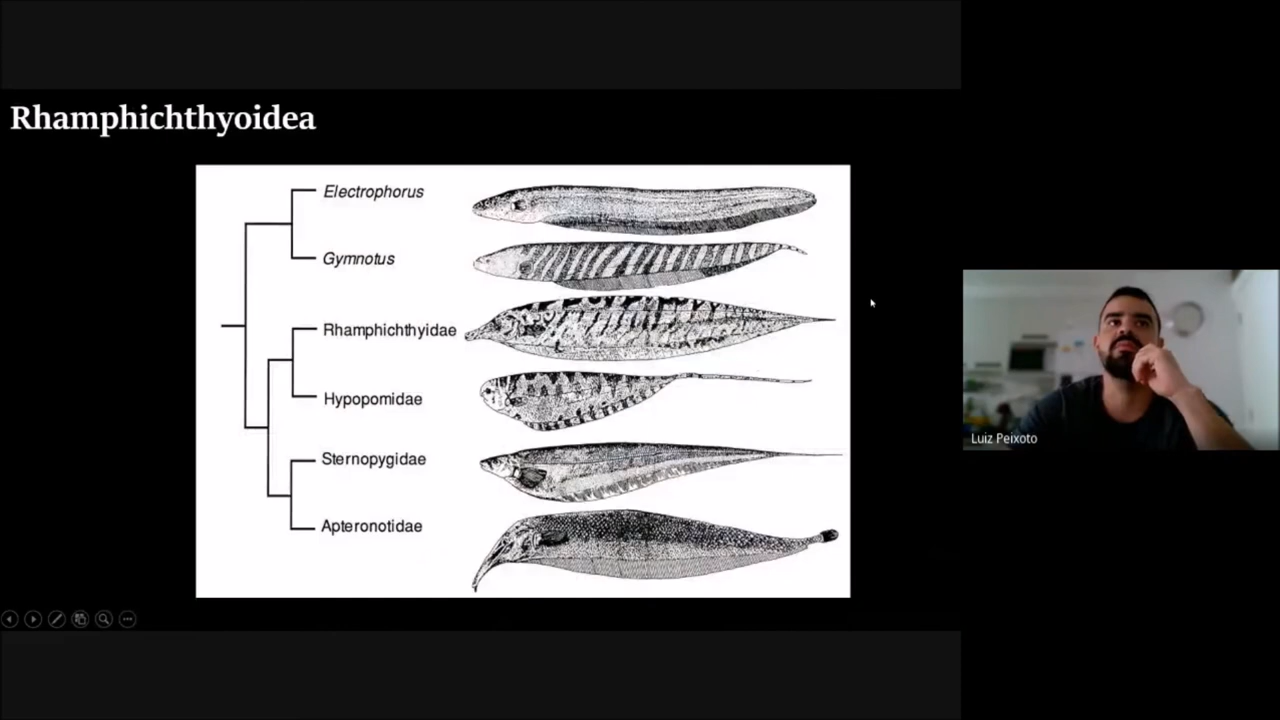 Rhamphichthyoidea
Electrophorus
Gymnotus
Rhamphichthyidae
Hypopomidae
Sternopygidae
Apteronotidae
Luiz Peixoto